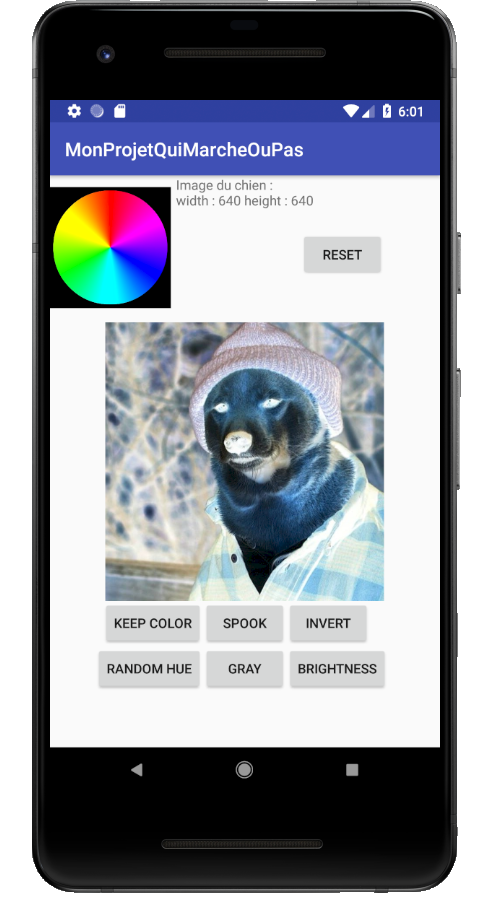 6:01
MonProjetQuiMarcheOuPas
Image du chien :
width : 640 height : 640
RESET
KEEP COLOR SPOOK INVERT
RANDOM HUE GRAY BRIGHTNESS